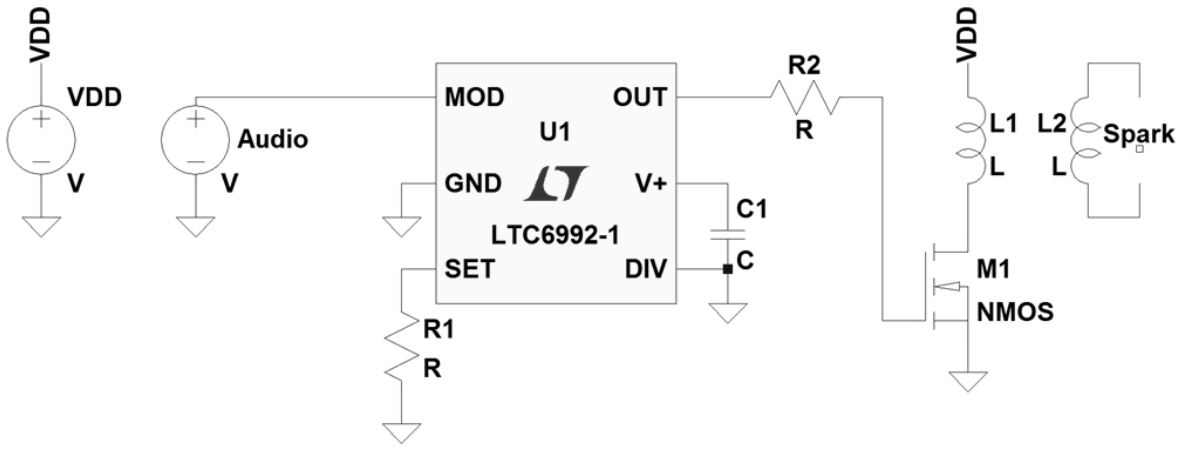 VDD
VDD
V
Audio
V
MOD
OUT
U1
GND
V+
LTC6992-1
SET
DIV
R1
R
C1
C
R2
R
VDD
L1
L
L2
L
Spark
M1
NMOS